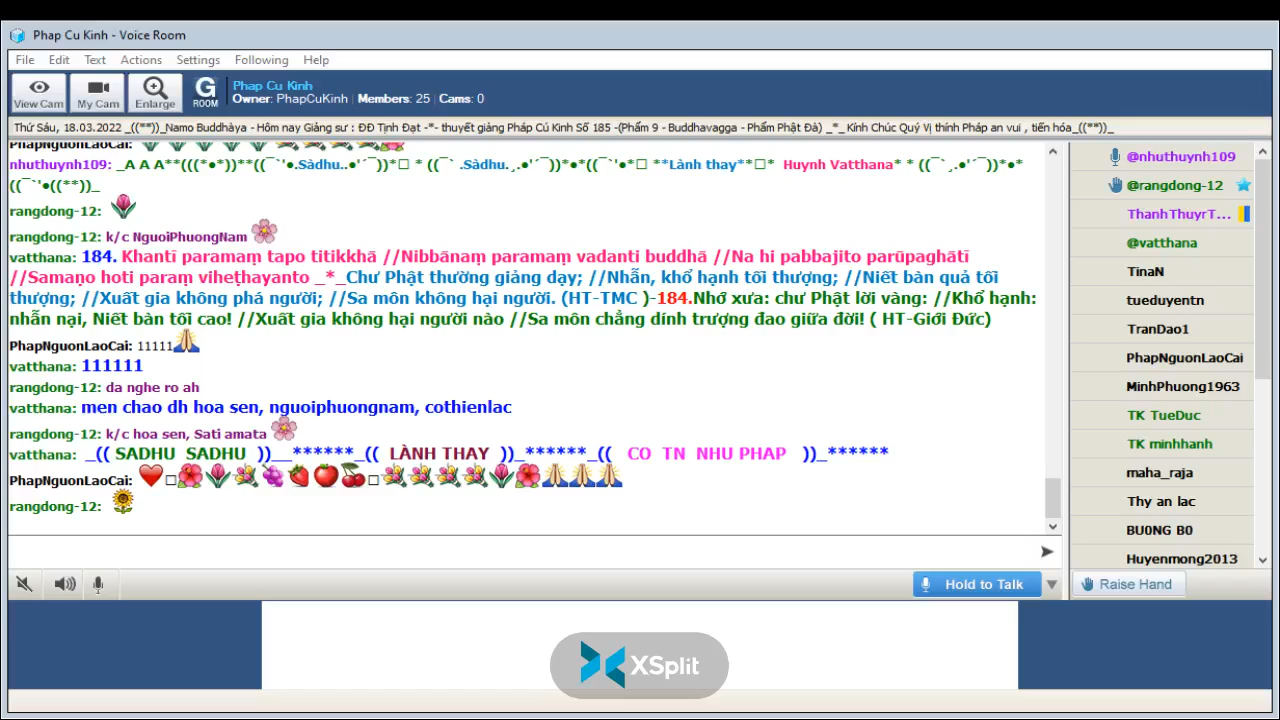 Phap Cu Kinh - Voice Room
File Edit Text Actions Settings Following Help
View Cam My Cam Enlarge G ROOM
Phap Cu Kinh
Owner: PhapCuKinh | Members: 25 | Cams: 0
Thứ Sáu, 18.03.2022 _((**))_Namo Buddhàya - Hôm nay Giảng sư : ĐĐ Tịnh Đạt -*- thuyết giảng Pháp Cú Kinh Số 185 -(Phẩm 9 - Buddhavagga - Phẩm Phật Đà) _*_ Kính Chúc Quý Vị thính Pháp an vui , tiến hóa_((**))_
PhapNguonLaoCai:
nhuthuynh109: _A A A**(((*●*))**((¯`'●.Sàdhu..●'´¯))*●*□ * ((¯` .Sàdhu.¸.●'´¯))*●*((¯`'●*□ **Lành thay**□* Huynh Vatthana* * ((¯`¸.●'´¯))*●*
((¯`'●((**))_
rangdong-12:
rangdong-12: k/c NguoiPhuongNam
vatthana: 184. Khantī paramaṃ tapo titikkhā //Nibbānaṃ paramaṃ vadanti buddhā //Na hi pabbajito parūpaghātī
//Samaṇo hoti paraṃ viheṭhayanto _*_Chư Phật thường giảng dạy; //Nhẫn, khổ hạnh tối thượng; //Niết bàn quả tối
thượng; //Xuất gia không phá người; //Sa môn không hại người. (HT-TMC )-184.Nhớ xưa: chư Phật lời vàng: //Khổ hạnh:
nhẫn nại, Niết bàn tối cao! //Xuất gia không hại người nào //Sa môn chẳng dính trượng đao giữa đời! ( HT-Giới Đức)
PhapNguonLaoCai: 11111
vatthana: 111111
rangdong-12: da nghe ro ah
vatthana: men chao dh hoa sen, nguoiphuongnam, cothienlac
rangdong-12: k/c hoa sen, Sati amata
vatthana: _(( SADHU SADHU ))__******_(( LÀNH THAY ))_******_(( CO TN NHU PHAP ))_******
PhapNguonLaoCai:
rangdong-12:
Hold to Talk
@nhuthuynh109
@rangdong-12
ThanhThuyrT...
@vatthana
TinaN
tueduyentn
TranDao1
PhapNguonLaoCai
MinhPhuong1963
TK TueDuc
TK minhhanh
maha_raja
Thy an lac
BU0NG B0
Huyenmong2013
Raise Hand
XSplit